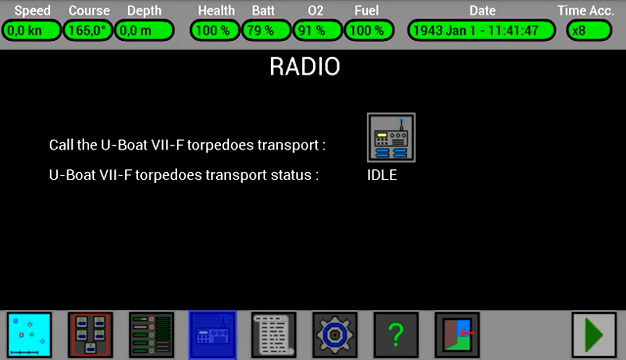 Speed Course Depth Health Batt O2 Fuel Date Time Acc.
0,0 kn 165,0° 0,0 m 100 % 79 % 91 % 100 % 1943 Jan 1 - 11:41:47 x8
RADIO
Call the U-Boat VII-F torpedoes transport :
U-Boat VII-F torpedoes transport status : IDLE
?